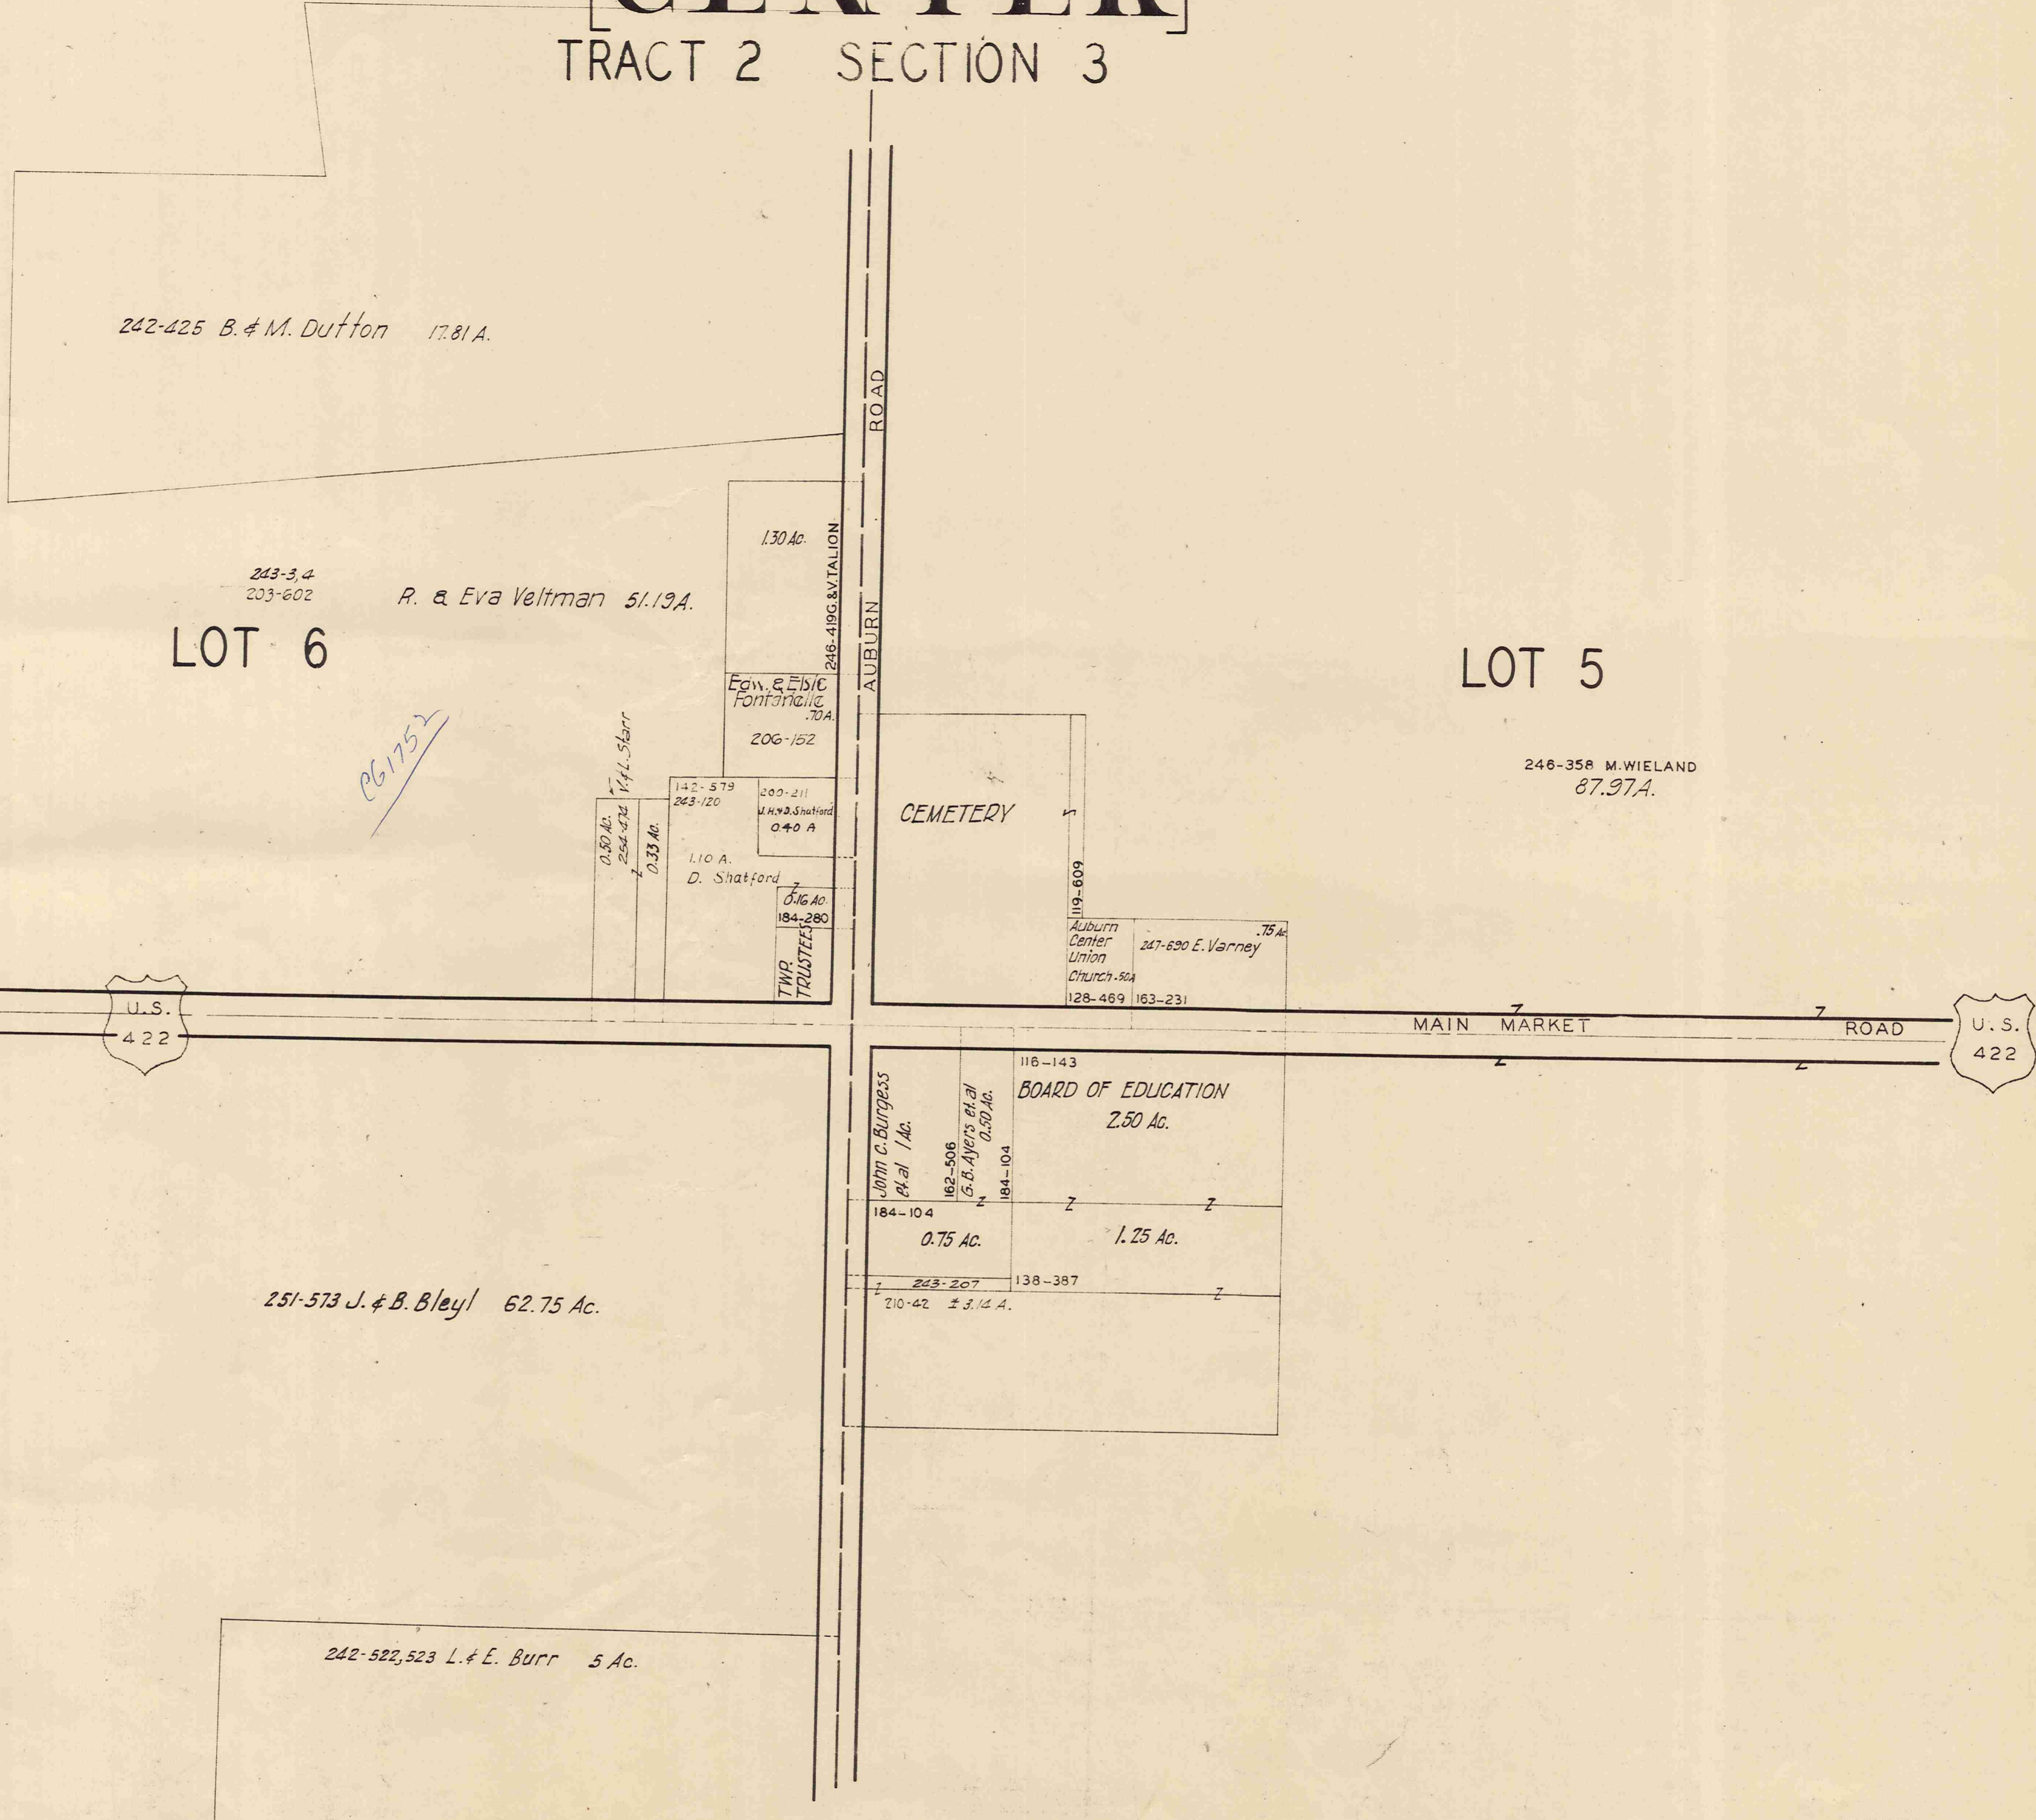 CENTER
TRACT 2 SECTION 3
242-425 B. & M. Dutton 17.81 A.
ROAD
AUBURN
1.30 Ac.
246-419 G. & V. TALION
243-3,4
203-602
R. & Eva Veltman 51.19 A.
LOT 6
LOT 5
Edw. & Elsie
Fontanelle
.70 A.
206-152
246-358 M. WIELAND
87.97 A.
V. & L. Starr
0.50 Ac.
254-474
0.33 Ac.
142-579
243-120
1.10 A.
D. Shatford
200-211
J.H. & D. Shatford
0.40 A
0.16 Ac.
184-280
TWP.
TRUSTEES
CEMETERY
119-609
Auburn
Center
Union
Church .50A
128-469
.75 Ac
247-690 E. Varney
163-231
U.S.
422
MAIN MARKET ROAD
U.S.
422
John C. Burgess
et.al 1 Ac.
162-506
G.B. Ayers et.al
0.50 Ac.
184-104
116-143
BOARD OF EDUCATION
2.50 Ac.
184-104
0.75 Ac.
1.25 Ac.
243-207
138-387
210-42 ± 3.14 A.
251-573 J. & B. Bleyl 62.75 Ac.
242-522,523 L. & E. Burr 5 Ac.